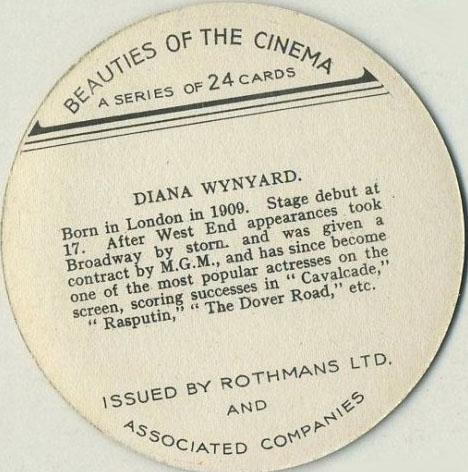 BEAUTIES OF THE CINEMA
A SERIES OF 24 CARDS
DIANA WYNYARD.
Born in London in 1909. Stage debut at
17. After West End appearances took
Broadway by storn. and was given a
contract by M.G.M., and has since become
one of the most popular actresses on the
screen, scoring successes in "Cavalcade,"
"Rasputin," "The Dover Road," etc.
ISSUED BY ROTHMANS LTD.
AND
ASSOCIATED COMPANIES